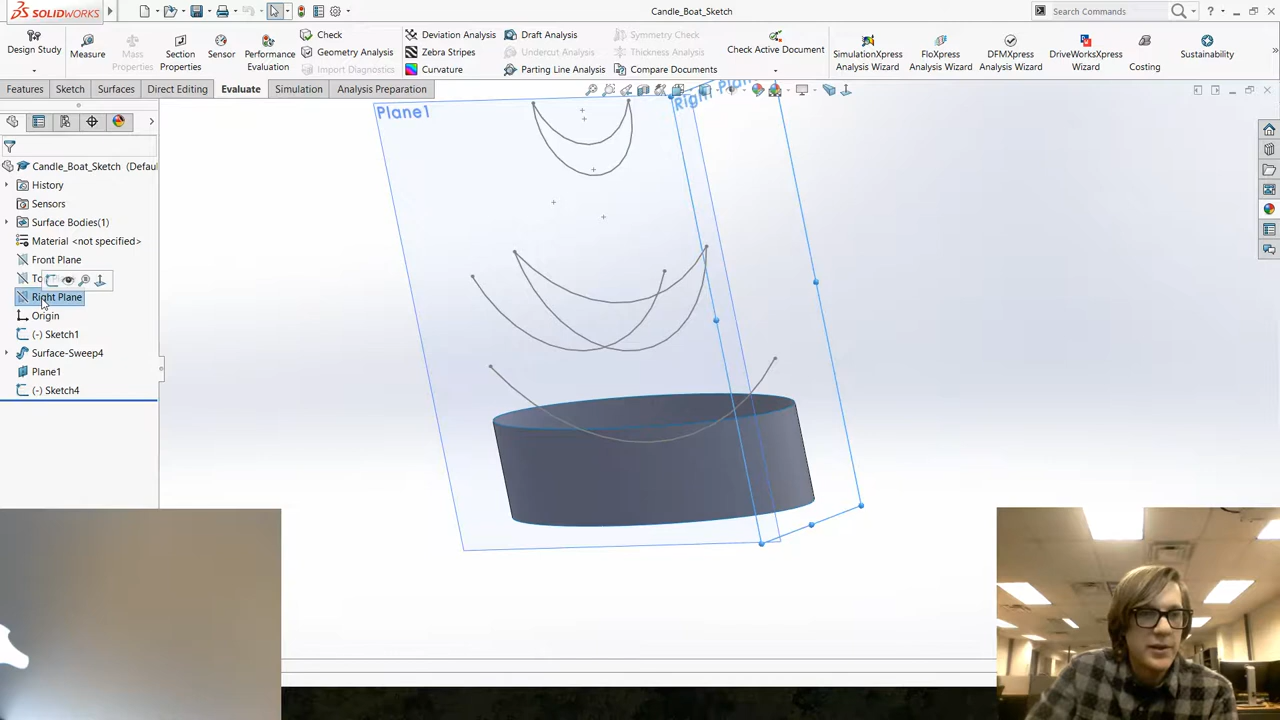 SOLIDWORKS
Candle_Boat_Sketch
Search Commands
Design Study
Measure
Mass Properties
Section Properties
Sensor
Performance Evaluation
Check
Geometry Analysis
Import Diagnostics
Deviation Analysis
Zebra Stripes
Curvature
Draft Analysis
Undercut Analysis
Parting Line Analysis
Symmetry Check
Thickness Analysis
Compare Documents
Check Active Document
SimulationXpress Analysis Wizard
FloXpress Analysis Wizard
DFMXpress Analysis Wizard
DriveWorksXpress Wizard
Costing
Sustainability
Features
Sketch
Surfaces
Direct Editing
Evaluate
Simulation
Analysis Preparation
Plane1
Right Plane
Candle_Boat_Sketch (Defau
History
Sensors
Surface Bodies(1)
Material <not specified>
Front Plane
To
Right Plane
Origin
(-) Sketch1
Surface-Sweep4
Plane1
(-) Sketch4